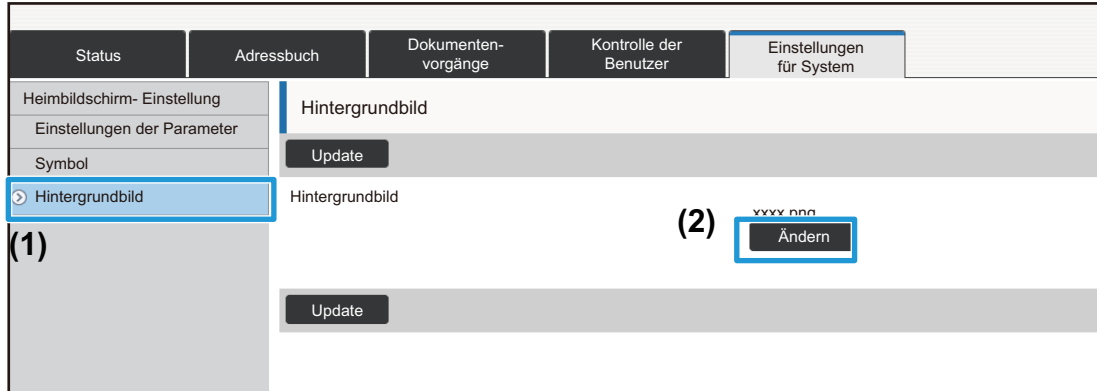 Status
Adressbuch
Dokumenten-
vorgänge
Kontrolle der
Benutzer
Einstellungen
für System
Heimbildschirm- Einstellung
Einstellungen der Parameter
Symbol
Hintergrundbild
(1)
Hintergrundbild
Update
Hintergrundbild
xxxx.png
(2)
Ändern
Update